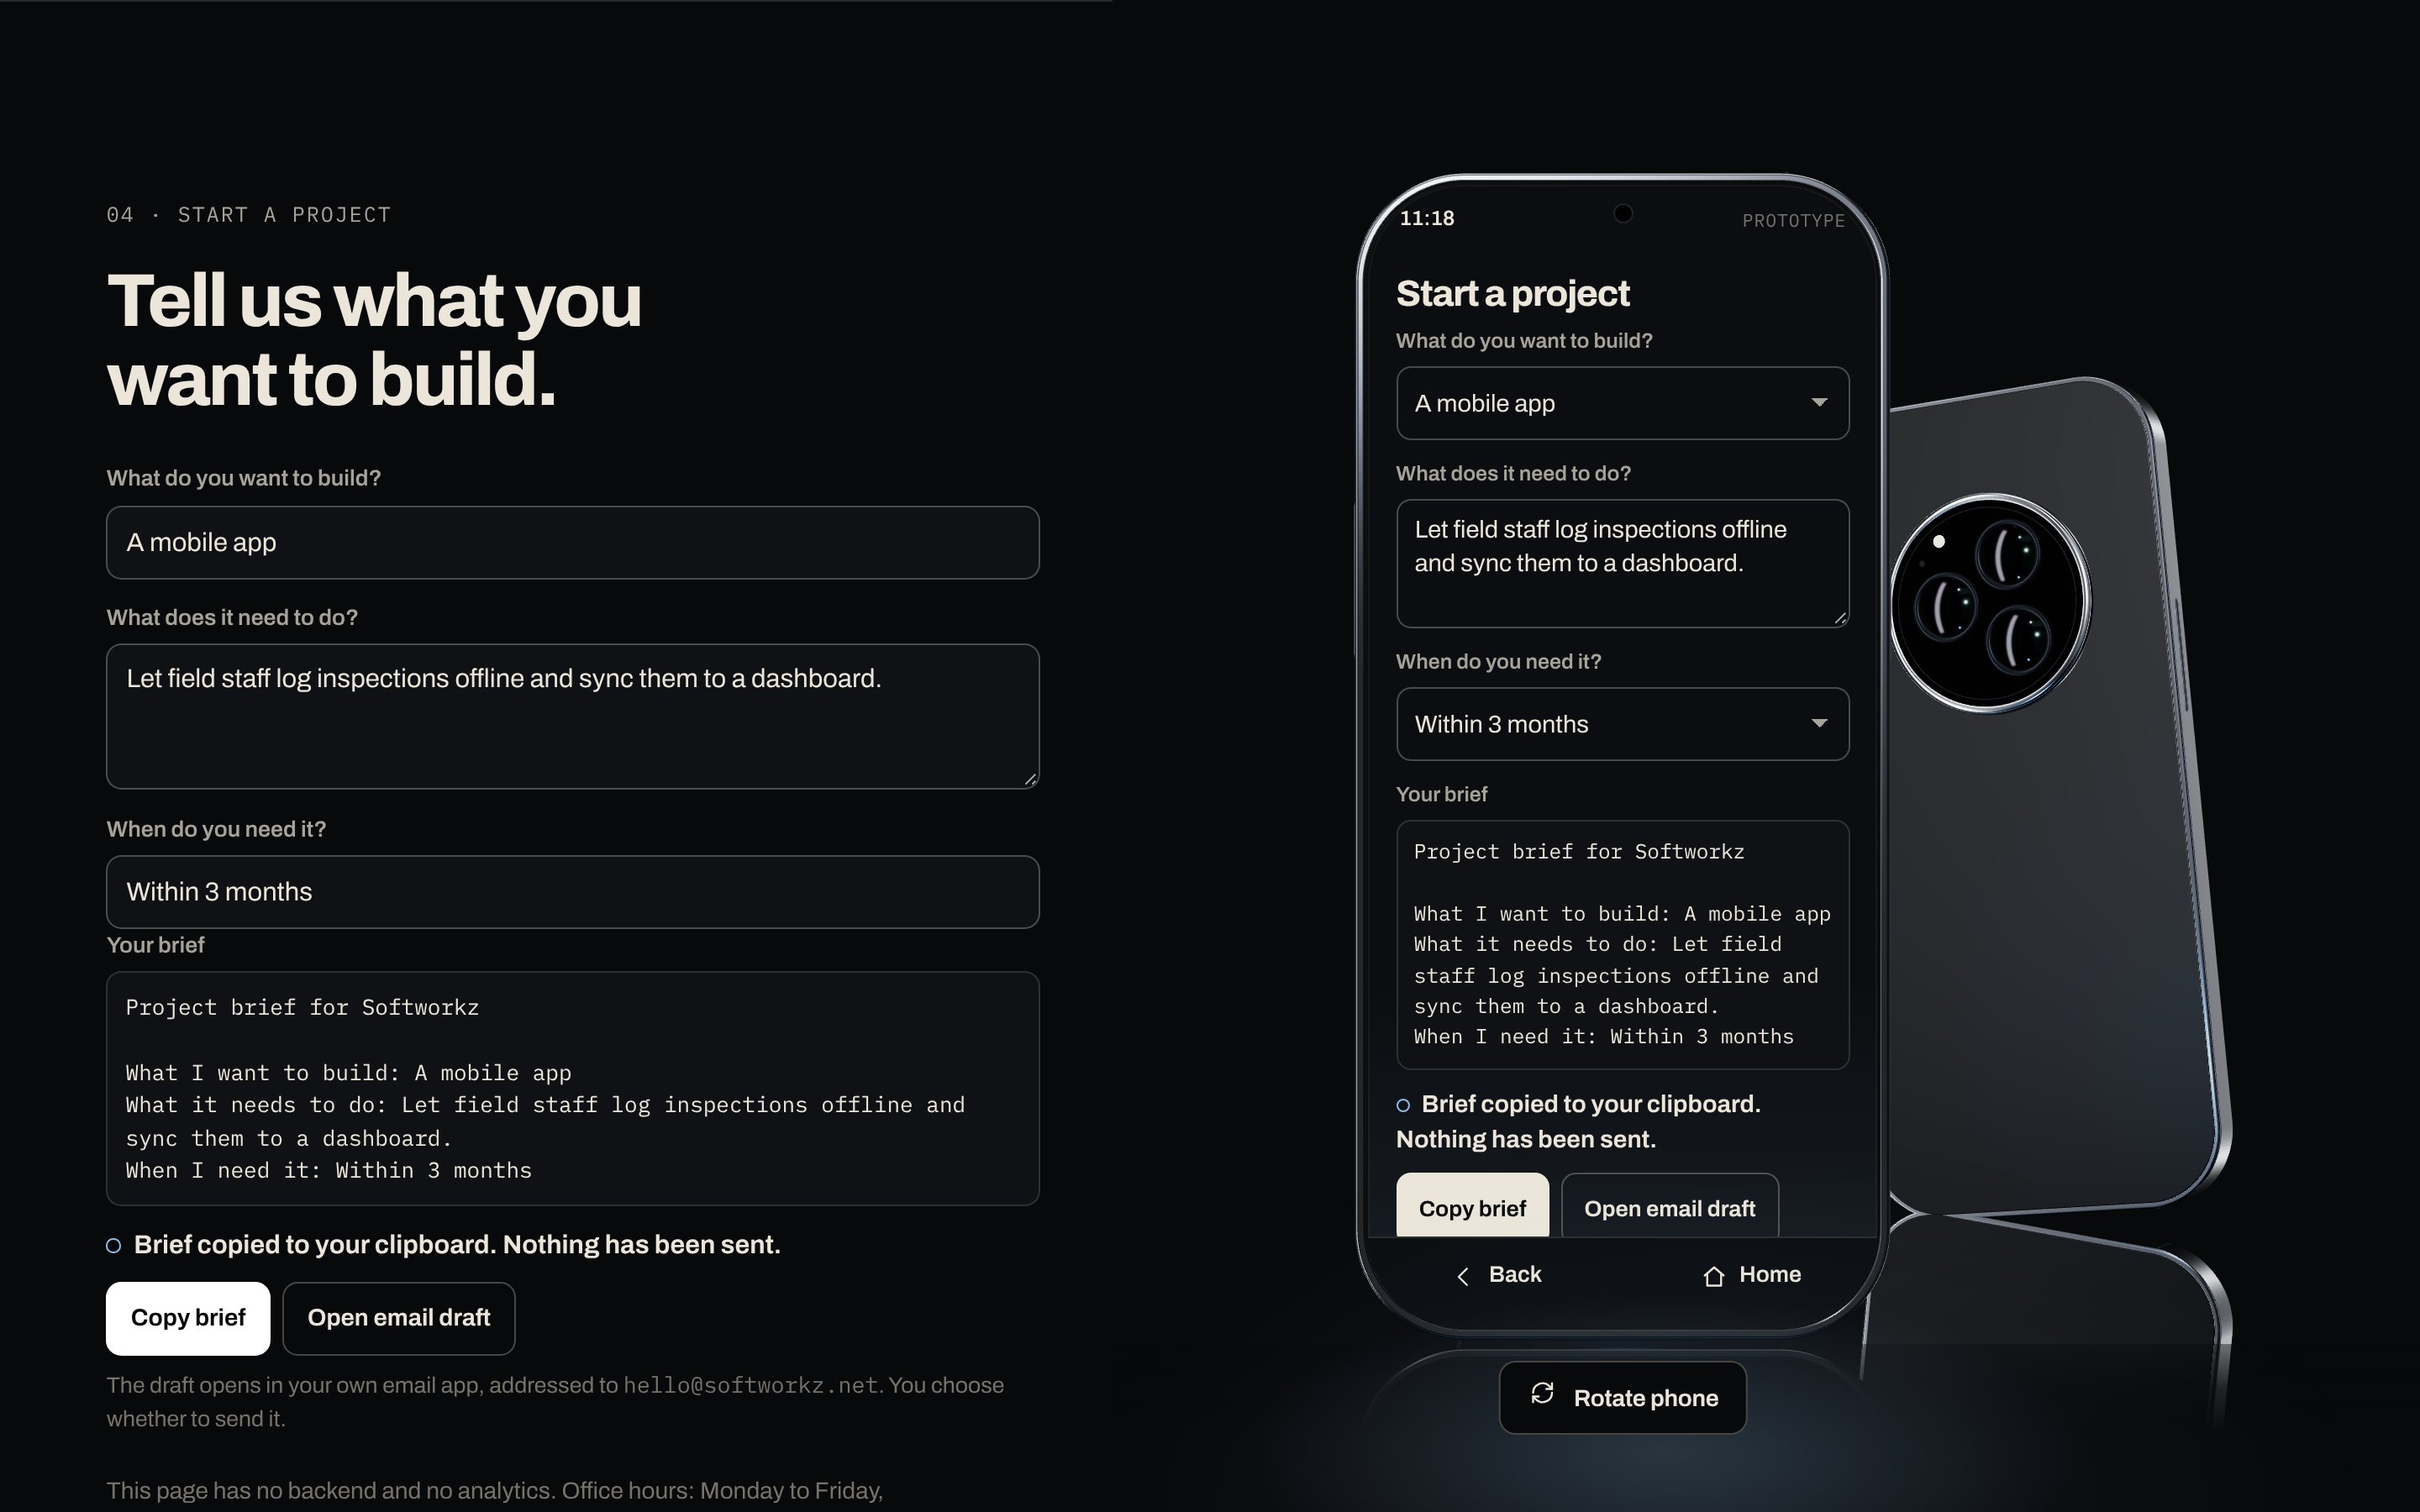 04 · START A PROJECT
Tell us what you
want to build.
What do you want to build?
A mobile app
What does it need to do?
Let field staff log inspections offline and sync them to a dashboard.
When do you need it?
Within 3 months
Your brief
Project brief for Softworkz
What I want to build: A mobile app
What it needs to do: Let field staff log inspections offline and
sync them to a dashboard.
When I need it: Within 3 months
Brief copied to your clipboard. Nothing has been sent.
Copy brief
Open email draft
The draft opens in your own email app, addressed to hello@softworkz.net. You choose
whether to send it.
This page has no backend and no analytics. Office hours: Monday to Friday,
11:18
PROTOTYPE
Start a project
What do you want to build?
A mobile app
What does it need to do?
Let field staff log inspections offline
and sync them to a dashboard.
When do you need it?
Within 3 months
Your brief
Project brief for Softworkz
What I want to build: A mobile app
What it needs to do: Let field
staff log inspections offline and
sync them to a dashboard.
When I need it: Within 3 months
Brief copied to your clipboard.
Nothing has been sent.
Copy brief
Open email draft
Back
Home
Rotate phone